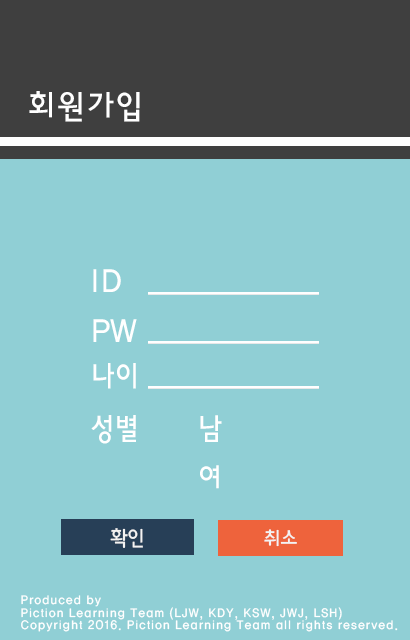 회원가입
ID
PW
나이
성별 남
여
확인 취소
Produced by
Piction Learning Team (LJW, KDY, KSW, JWJ, LSH)
Copyright 2016. Piction Learning Team all rights reserved.